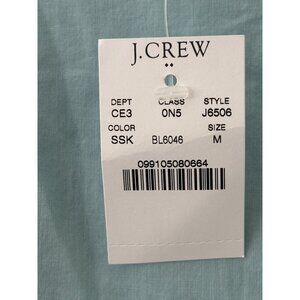 J.CREW
DEPT CLASS STYLE
CE3 0N5 J6506
COLOR SIZE
SSK BL6046 M
099105080664